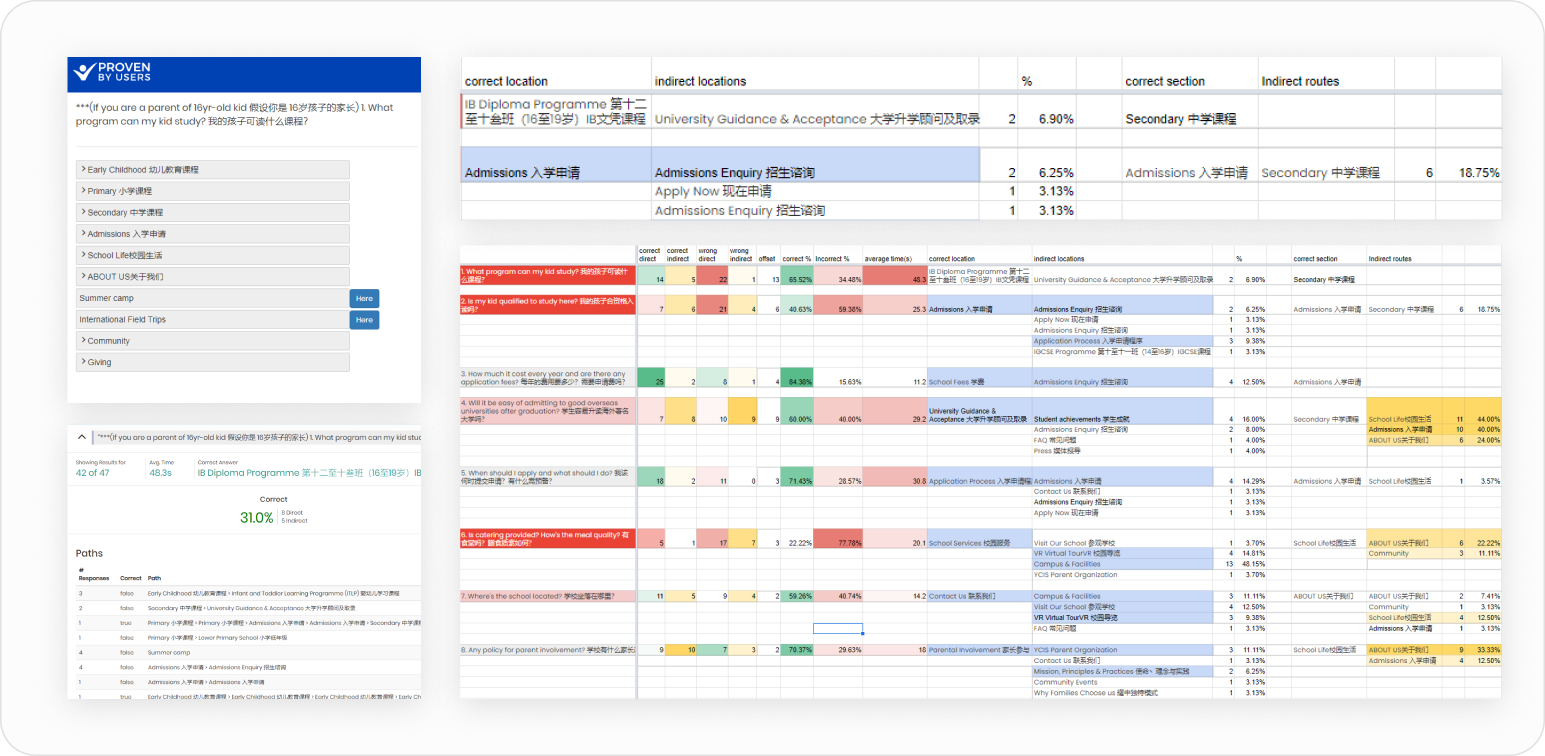 PROVEN
BY USERS
***(If you are a parent of 16yr-old kid 假设你是 16岁孩子的家长) 1. What
program can my kid study? 我的孩子可读什么课程?
Early Childhood 幼儿教育课程
Primary 小学课程
Secondary 中学课程
Admissions 入学申请
School Life校园生活
ABOUT US关于我们
Summer camp Here
International Field Trips Here
Community
Giving
"***(If you are a parent of 16yr-old kid 假设你是 16岁孩子的家长) 1. What program can my kid stuc
Showing Results for Avg. Time Correct Answer
42 of 47 48.3s IB Diploma Programme 第十二至十叁班（16至19岁）IB
Correct
31.0% 8 Direct
5 Indirect
Paths
#
Responses Correct Path
3 false Early Childhood 幼儿教育课程 › Infant and Toddler Learning Programme (ITLP) 婴幼儿学习课程
2 false Secondary 中学课程 › University Guidance & Acceptance 大学升学顾问及取录
1 true Primary 小学课程 › Primary 小学课程 › Admissions 入学申请 › Admissions 入学申请 › Secondary 中学课
1 false Primary 小学课程 › Lower Primary School 小学低年级
4 false Summer camp
4 false Admissions 入学申请 › Admissions Enquiry 招生谘询
1 false Admissions 入学申请 › Admissions 入学申请
1 true Early Childhood 幼儿教育课程 › Early Childhood 幼儿教育课程 › Early Childhood 幼儿教育课程 › Early Ch
correct location indirect locations % correct section Indirect routes
IB Diploma Programme 第十二
至十叁班（16至19岁）IB文凭课程 University Guidance & Acceptance 大学升学顾问及取录 2 6.90% Secondary 中学课程
Admissions 入学申请 Admissions Enquiry 招生谘询 2 6.25% Admissions 入学申请 Secondary 中学课程 6 18.75%
Apply Now 现在申请 1 3.13%
Admissions Enquiry 招生谘询 1 3.13%
correct direct correct indirect wrong direct wrong indirect offset correct % Incorrect % average time(s) correct location indirect locations % correct section Indirect routes
1. What program can my kid study? 我的孩子可读什
么课程? 14 5 22 1 13 65.52% 34.48% 48.3 IB Diploma Programme 第十二
至十叁班（16至19岁）IB文凭课程 University Guidance & Acceptance 大学升学顾问及取录 2 6.90% Secondary 中学课程
2. Is my kid qualified to study here? 我的孩子合资格入
读吗? 7 6 21 4 6 40.63% 59.38% 25.3 Admissions 入学申请 Admissions Enquiry 招生谘询 2 6.25% Admissions 入学申请 Secondary 中学课程 6 18.75%
Apply Now 现在申请 1 3.13%
Admissions Enquiry 招生谘询 1 3.13%
Application Process 入学申请程序 3 9.38%
IGCSE Programme 第十至十一班（14至16岁）IGCSE课程 1 3.13%
3. How much it cost every year and are there any
application fees? 每年的费用要多少? 需要申请费吗? 25 2 8 1 4 84.38% 15.63% 11.2 School Fees 学费 Admissions Enquiry 招生谘询 4 12.50% Admissions 入学申请
4. Will it be easy of admitting to good overseas
universities after graduation? 学生容易升读海外著名
大学吗? 7 8 10 9 9 60.00% 40.00% 29.2 University Guidance &
Acceptance 大学升学顾问及取录 Student achievements 学生成就 4 16.00% Secondary 中学课程 School Life校园生活 11 44.00%
Admissions Enquiry 招生谘询 2 8.00% Admissions 入学申请 10 40.00%
FAQ 常见问题 1 4.00% ABOUT US关于我们 6 24.00%
Press 媒体报导 1 4.00%
5. When should I apply and what should I do? 我该
何时提交申请? 有什么需预备? 18 2 11 0 3 71.43% 28.57% 30.8 Application Process 入学申请程 Admissions 入学申请 4 14.29% Admissions 入学申请 School Life校园生活 1 3.57%
Contact Us 联系我们 1 3.13%
Admissions Enquiry 招生谘询 1 3.13%
Apply Now 现在申请 1 3.13%
6. Is catering provided? How's the meal quality? 有
食堂吗? 膳食质素如何? 5 1 17 7 3 22.22% 77.78% 20.1 School Services 校园服务 Visit Our School 参观学校 1 3.70% School Life校园生活 ABOUT US关于我们 6 22.22%
VR Virtual TourVR 校园导览 4 14.81% Community 3 11.11%
Campus & Facilities 13 48.15%
YCIS Parent Organization 1 3.70%
7. Where's the school located? 学校坐落在哪里? 11 5 9 4 2 59.26% 40.74% 14.2 Contact Us 联系我们 Campus & Facilities 3 11.11% ABOUT US关于我们 ABOUT US关于我们 2 7.41%
Visit Our School 参观学校 4 12.50% Community 1 3.13%
VR Virtual TourVR 校园导览 3 9.38% School Life校园生活 4 12.50%
FAQ 常见问题 1 3.13% Admissions 入学申请 1 3.13%
8. Any policy for parent involvement? 学校有什么家长 9 10 7 3 2 70.37% 29.63% 18 Parental Involvement 家长参与 YCIS Parent Organization 3 11.11% School Life校园生活 ABOUT US关于我们 9 33.33%
Contact Us 联系我们 1 3.13% Admissions 入学申请 4 12.50%
Mission, Principles & Practices 使命、理念与实践 2 6.25%
Community Events 1 3.13%
Why Families Choose us 耀中独特模式 1 3.13%